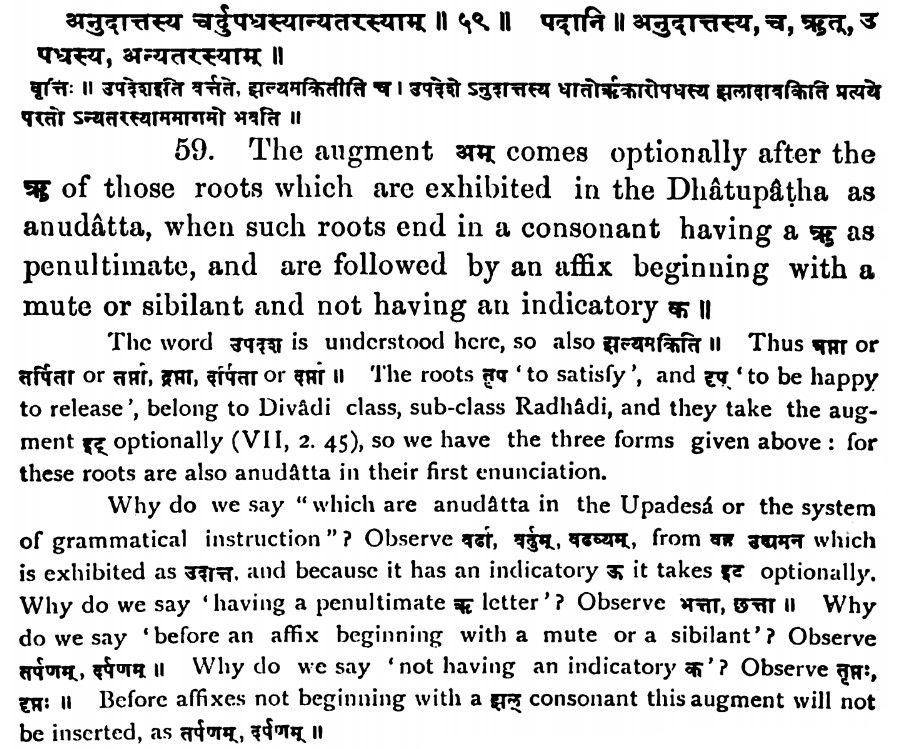 अनुदात्तस्य चर्दुपधस्यान्यतरस्याम् ॥ ५९ ॥ पदानि ॥ अनुदात्तस्य, च, ऋत्, उ
पधस्य, अन्यतरस्याम् ॥
वृत्तिः ॥ उपदेशइति वर्त्तते, झल्यमकितीति च । उपदेशे ऽनुदात्तस्य धातोर्ऋकारोपधस्य झलादावकिति प्रत्यये
परतो ऽन्यतरस्याममागमो भवति ॥
59. The augment अम् comes optionally after the
ऋ of those roots which are exhibited in the Dhâtupâṭha as
anudâtta, when such roots end in a consonant having a ऋ as
penultimate, and are followed by an affix beginning with a
mute or sibilant and not having an indicatory क ॥
The word उपदश is understood here, so also झल्यमकिति ॥ Thus त्रप्ता or
तर्पिता or तर्प्ता, द्रप्ता, दर्पिता or दर्प्ता ॥ The roots तृप 'to satisfy', and दृप् 'to be happy
to release', belong to Divâdi class, sub-class Radhâdi, and they take the aug-
ment इट् optionally (VII, 2. 45), so we have the three forms given above : for
these roots are also anudâtta in their first enunciation.
Why do we say "which are anudâtta in the Upadesá or the system
of grammatical instruction"? Observe वर्ढा, वर्ढुम्, वढव्यम्, from वृह उद्यमन which
is exhibited as उदात्त, and because it has an indicatory ऊ it takes इट optionally.
Why do we say 'having a penultimate ऋ letter'? Observe भत्ता, छत्ता ॥ Why
do we say 'before an affix beginning with a mute or a sibilant'? Observe
तर्पणम्, दर्पणम् ॥ Why do we say 'not having an indicatory क'? Observe तृप्तः,
दृप्तः ॥ Before affixes not beginning with a झल् consonant this augment will not
be inserted, as तर्पणम्, दर्पणम् ॥